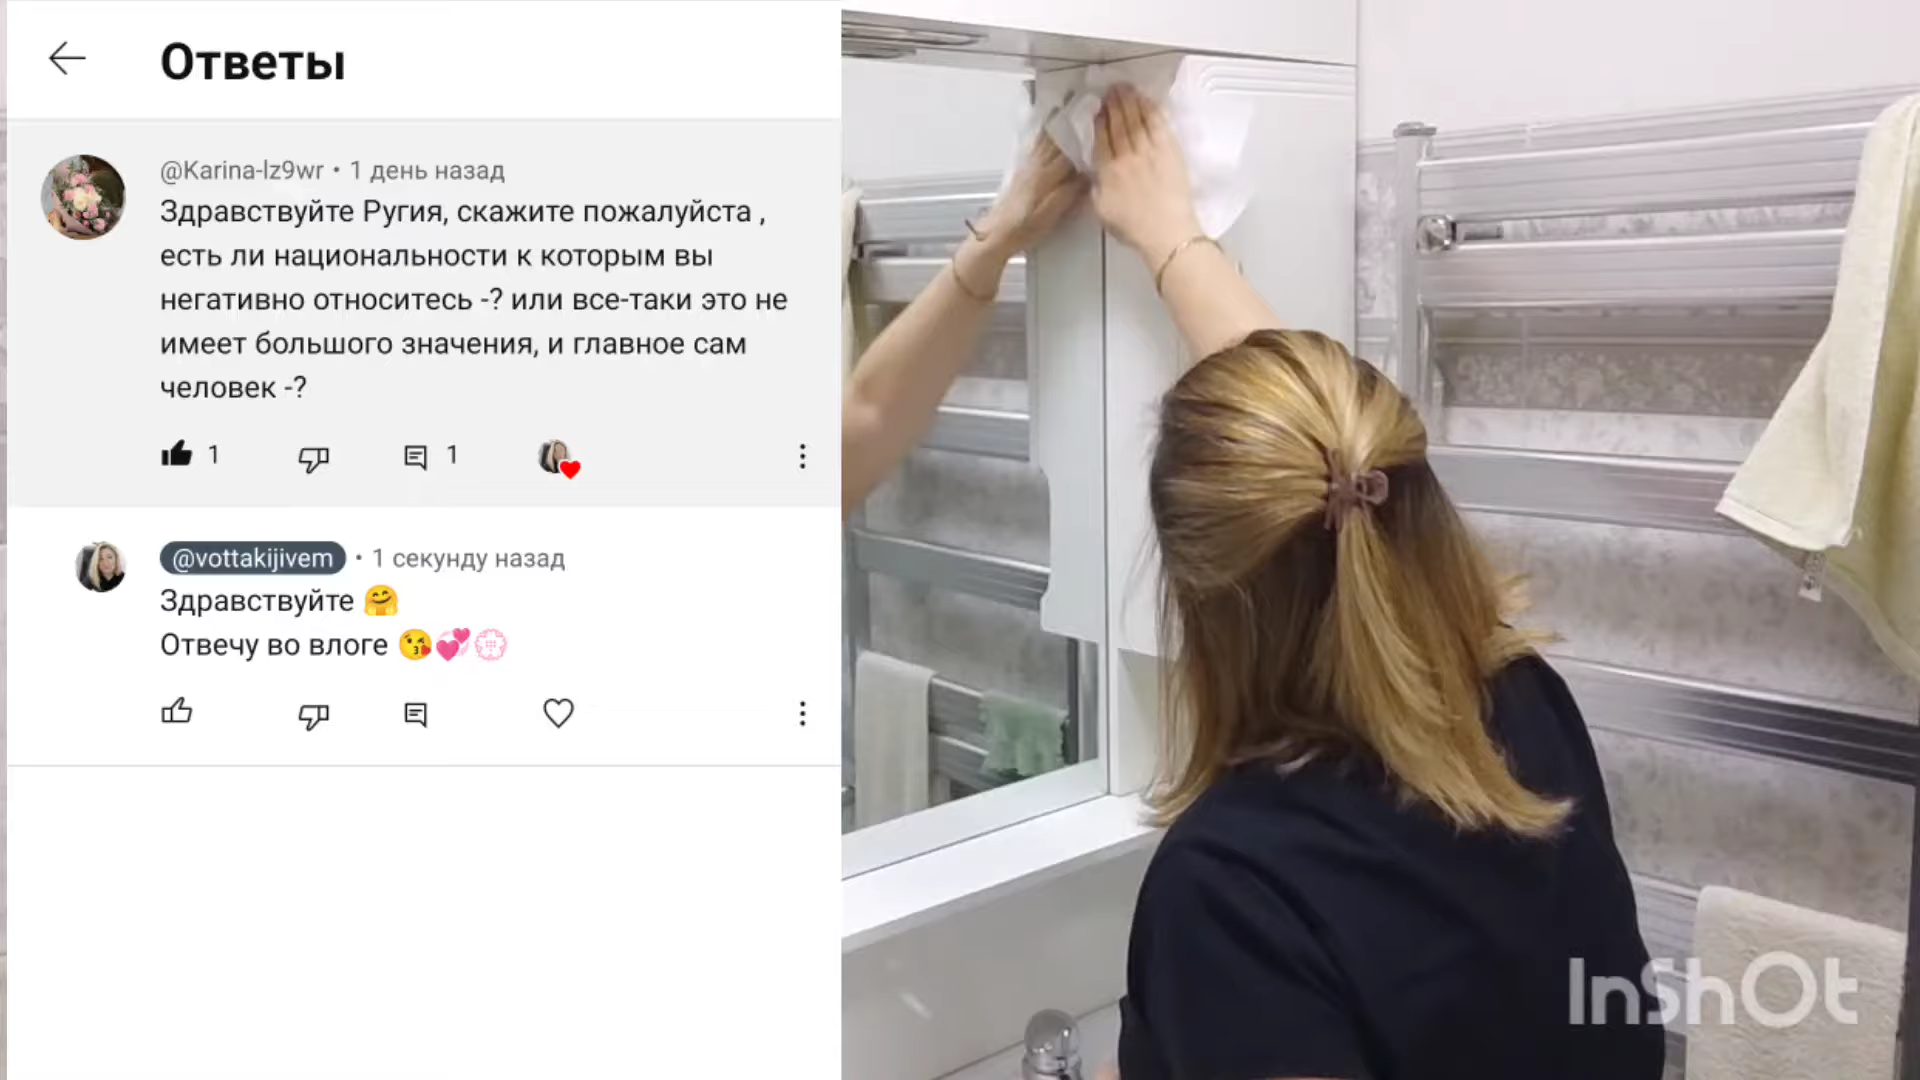 Ответы
@Karina-lz9wr • 1 день назад
Здравствуйте Ругия, скажите пожалуйста ,
есть ли национальности к которым вы
негативно относитесь -? или все-таки это не
имеет большого значения, и главное сам
человек -?
1
1
@vottakijivem • 1 секунду назад
Здравствуйте 🤗
Отвечу во влоге 😘💞💮
InShOt